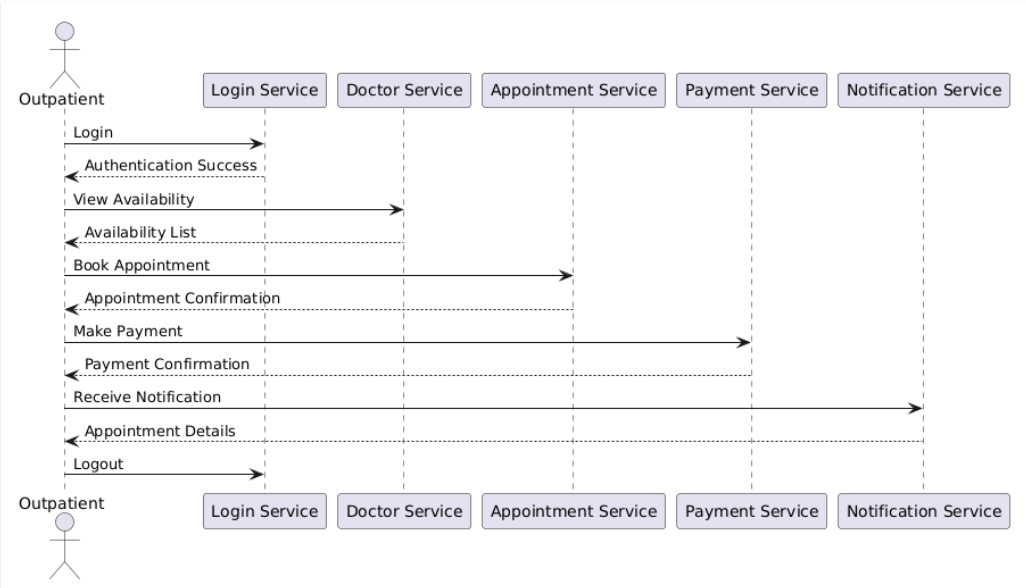 Outpatient
Login Service
Doctor Service
Appointment Service
Payment Service
Notification Service
Login
Authentication Success
View Availability
Availability List
Book Appointment
Appointment Confirmation
Make Payment
Payment Confirmation
Receive Notification
Appointment Details
Logout
Outpatient
Login Service
Doctor Service
Appointment Service
Payment Service
Notification Service